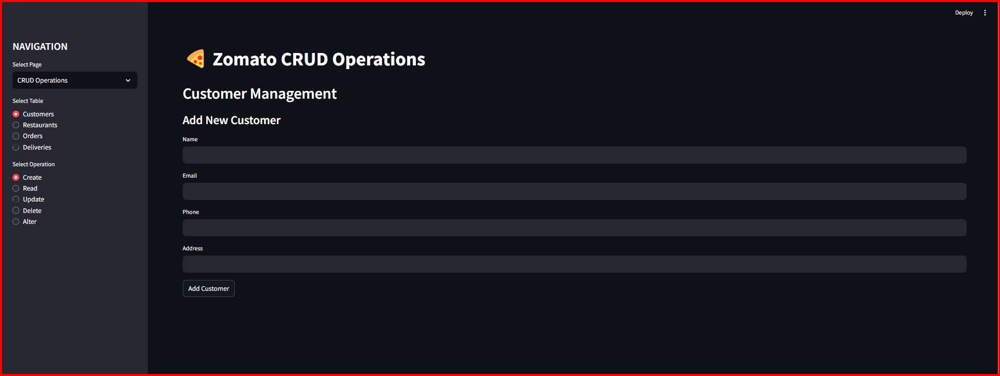 Deploy
NAVIGATION
Select Page
CRUD Operations
Select Table
Customers
Restaurants
Orders
Deliveries
Select Operation
Create
Read
Update
Delete
Alter
Zomato CRUD Operations
Customer Management
Add New Customer
Name
Email
Phone
Address
Add Customer